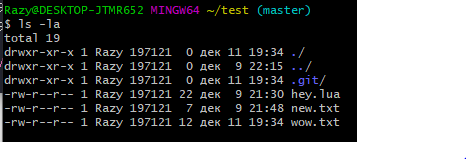 Razy@DESKTOP-JTMR652 MINGW64 ~/test (master)
$ ls -la
total 19
drwxr-xr-x 1 Razy 197121  0 дек 11 19:34 ./
drwxr-xr-x 1 Razy 197121  0 дек  9 22:15 ../
drwxr-xr-x 1 Razy 197121  0 дек 11 19:34 .git/
-rw-r--r-- 1 Razy 197121 22 дек  9 21:30 hey.lua
-rw-r--r-- 1 Razy 197121  7 дек  9 21:48 new.txt
-rw-r--r-- 1 Razy 197121 12 дек 11 19:34 wow.txt